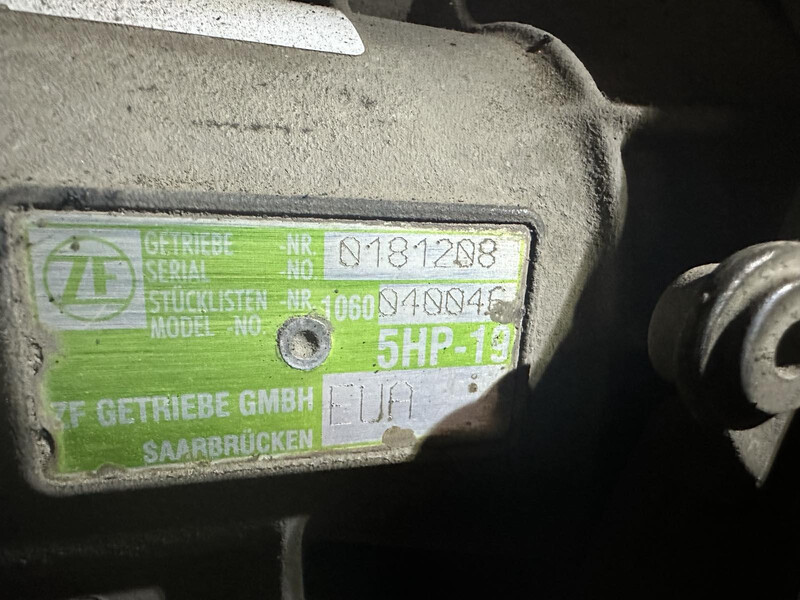 ZF
GETRIEBE -NR. 0181208
SERIAL NO
STÜCKLISTEN -NR. 1060 040046
MODEL -NO.
5HP-19
ZF GETRIEBE GMBH EUA
SAARBRÜCKEN